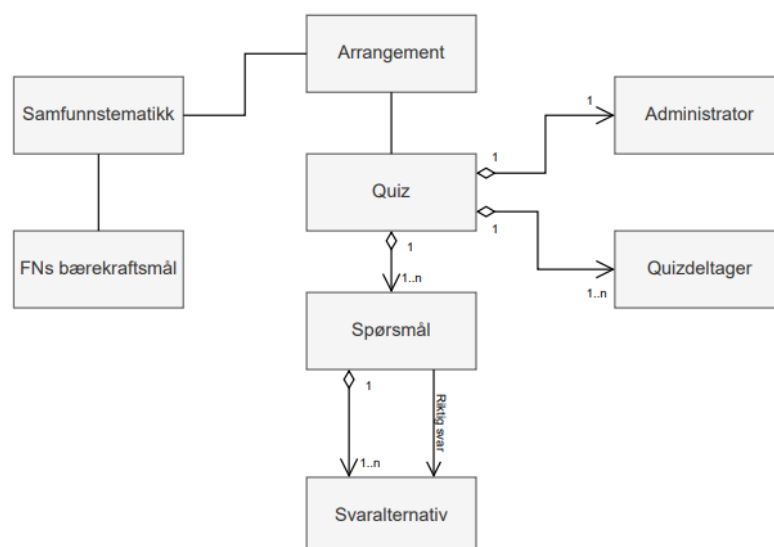 Arrangement
Samfunnstematikk
1
Administrator
1
Quiz
1
FNs bærekraftsmål
1
Quizdeltager
1..n
1..n
Spørsmål
1
Riktig svar
1..n
Svaralternativ